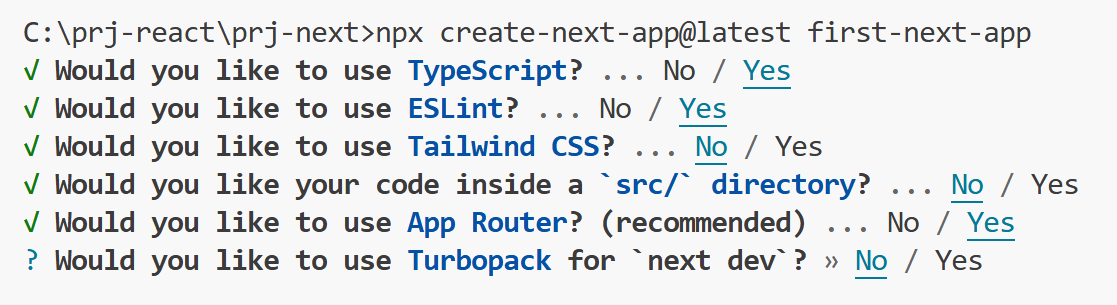 C:\prj-react\prj-next>npx create-next-app@latest first-next-app
√ Would you like to use TypeScript? ... No / Yes
√ Would you like to use ESLint? ... No / Yes
√ Would you like to use Tailwind CSS? ... No / Yes
√ Would you like your code inside a `src/` directory? ... No / Yes
√ Would you like to use App Router? (recommended) ... No / Yes
? Would you like to use Turbopack for `next dev`? » No / Yes